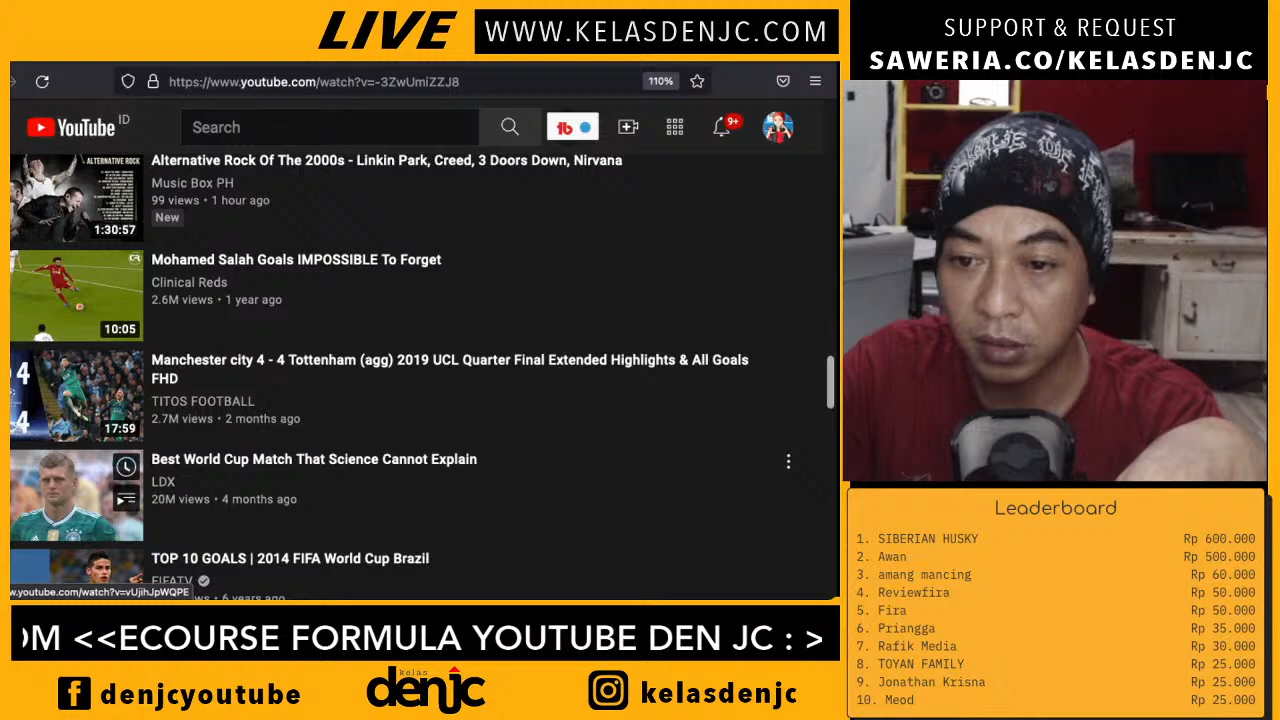 LIVE
WWW.KELASDENJC.COM
SUPPORT & REQUEST
SAWERIA.CO/KELASDENJC
https://www.youtube.com/watch?v=-3ZwUmiZZJ8
110%
YouTube ID
Search
tb
9+
ALTERNATIVE ROCK
1:30:57
Alternative Rock Of The 2000s - Linkin Park, Creed, 3 Doors Down, Nirvana
Music Box PH
99 views • 1 hour ago
New
10:05
Mohamed Salah Goals IMPOSSIBLE To Forget
Clinical Reds
2.6M views • 1 year ago
4
4
17:59
Manchester city 4 - 4 Tottenham (agg) 2019 UCL Quarter Final Extended Highlights & All Goals
FHD
TITOS FOOTBALL
2.7M views • 2 months ago
Best World Cup Match That Science Cannot Explain
LDX
20M views • 4 months ago
TOP 10 GOALS | 2014 FIFA World Cup Brazil
FIFATV
views • 6 years ago
w.youtube.com/watch?v=vUjihJpWQPE
Leaderboard
1. SIBERIAN HUSKY Rp 600.000
2. Awan Rp 500.000
3. amang mancing Rp 60.000
4. Reviewfira Rp 50.000
5. Fira Rp 50.000
6. Priangga Rp 35.000
7. Rafik Media Rp 30.000
8. TOYAN FAMILY Rp 25.000
9. Jonathan Krisna Rp 25.000
10. Meod Rp 25.000
OM <<ECOURSE FORMULA YOUTUBE DEN JC : >
denjcyoutube
kelas
denjc
kelasdenjc